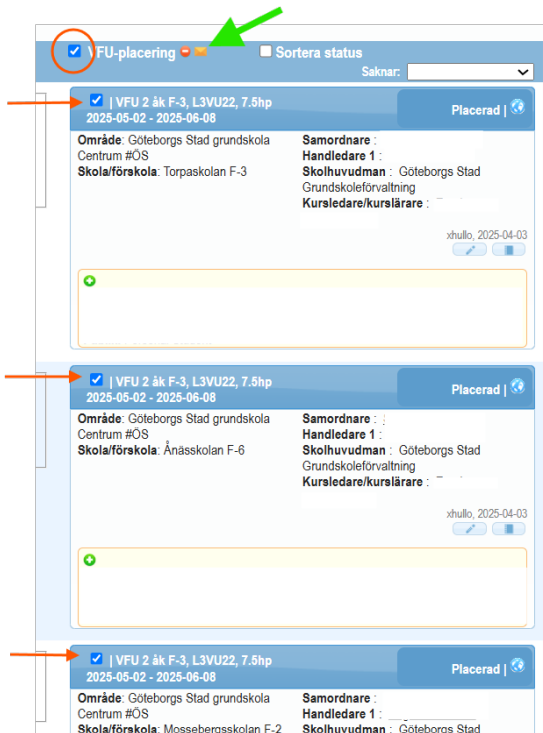 VFU-placering
Sortera status
Saknar:
| VFU 2 åk F-3, L3VU22, 7.5hp
2025-05-02 - 2025-06-08
Placerad |
Område: Göteborgs Stad grundskola
Centrum #ÖS
Skola/förskola: Torpaskolan F-3
Samordnare :
Handledare 1 :
Skolhuvudman : Göteborgs Stad
Grundskoleförvaltning
Kursledare/kurslärare :
xhullo, 2025-04-03
| VFU 2 åk F-3, L3VU22, 7.5hp
2025-05-02 - 2025-06-08
Placerad |
Område: Göteborgs Stad grundskola
Centrum #ÖS
Skola/förskola: Ånässkolan F-6
Samordnare :
Handledare 1 :
Skolhuvudman : Göteborgs Stad
Grundskoleförvaltning
Kursledare/kurslärare :
xhullo, 2025-04-03
| VFU 2 åk F-3, L3VU22, 7.5hp
2025-05-02 - 2025-06-08
Placerad |
Område: Göteborgs Stad grundskola
Centrum #ÖS
Skola/förskola: Mossebergsskolan F-2
Samordnare :
Handledare 1 :
Skolhuvudman : Göteborgs Stad